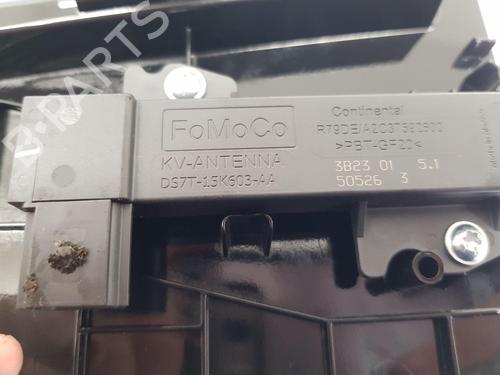 B-PARTS
FoMoCo
KV-ANTENNA
DS7T-15K603-AA
Continental
>PBT-GF20<
3B23 01 5.1
50526 3